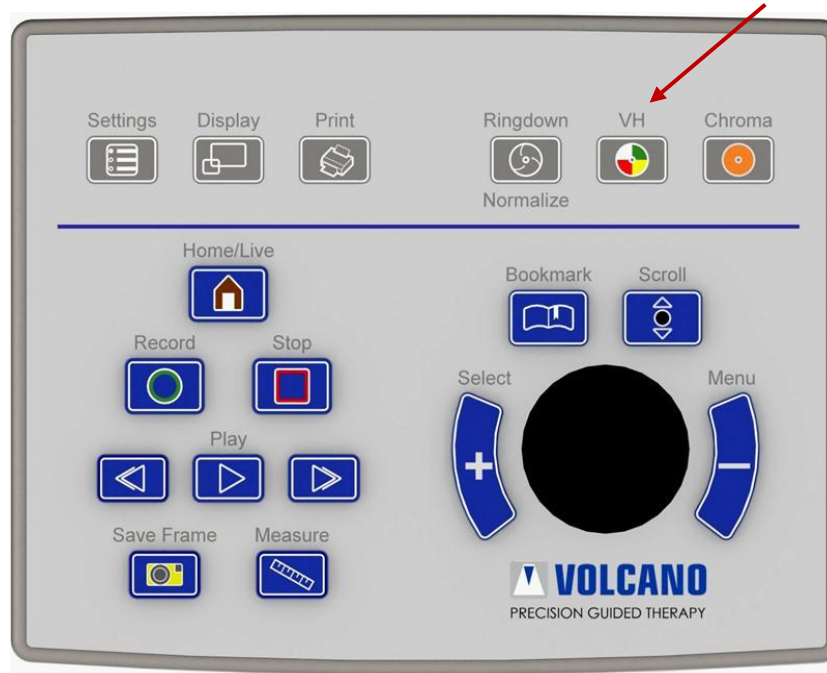 Settings Display Print Ringdown VH Chroma
Normalize
Home/Live
Bookmark Scroll
Record Stop
Select Menu
Play
Save Frame Measure
VOLCANO
PRECISION GUIDED THERAPY